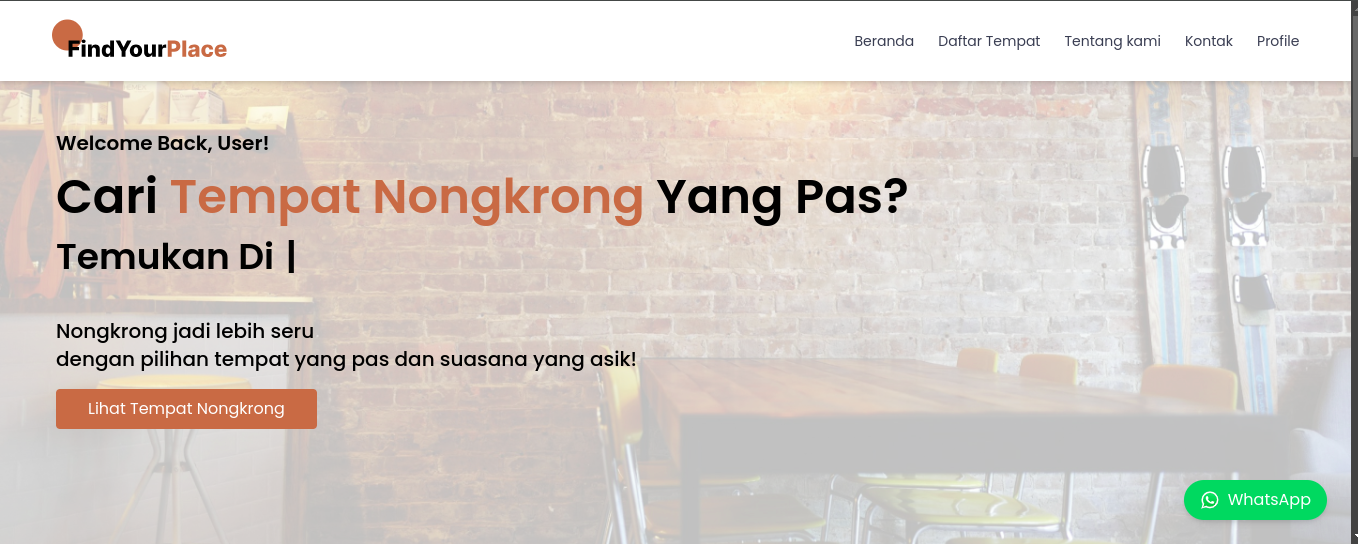 FindYourPlace
Beranda Daftar Tempat Tentang kami Kontak Profile
Welcome Back, User!
Cari Tempat Nongkrong Yang Pas?
Temukan Di |
Nongkrong jadi lebih seru
dengan pilihan tempat yang pas dan suasana yang asik!
Lihat Tempat Nongkrong
WhatsApp